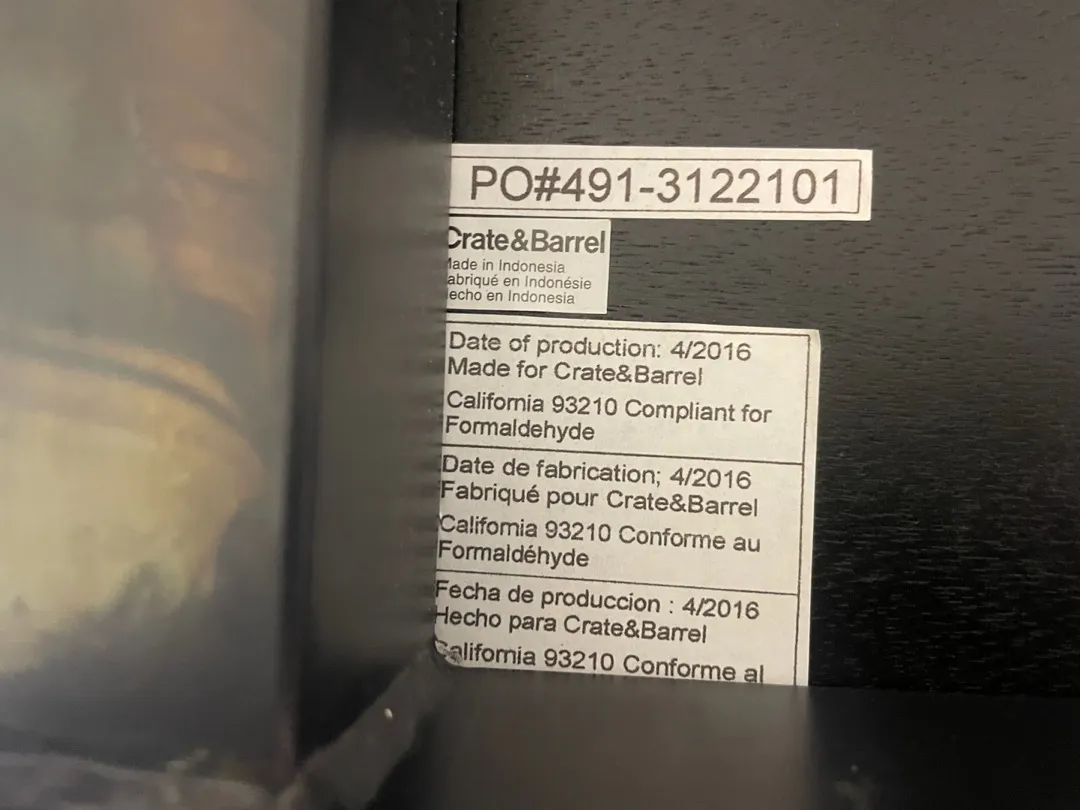 PO#491-3122101
Crate&Barrel
Made in Indonesia
Fabriqué en Indonésie
Hecho en Indonesia
Date of production: 4/2016
Made for Crate&Barrel
California 93210 Compliant for
Formaldehyde
Date de fabrication; 4/2016
Fabriqué pour Crate&Barrel
California 93210 Conforme au
Formaldéhyde
Fecha de produccion : 4/2016
Hecho para Crate&Barrel
California 93210 Conforme al